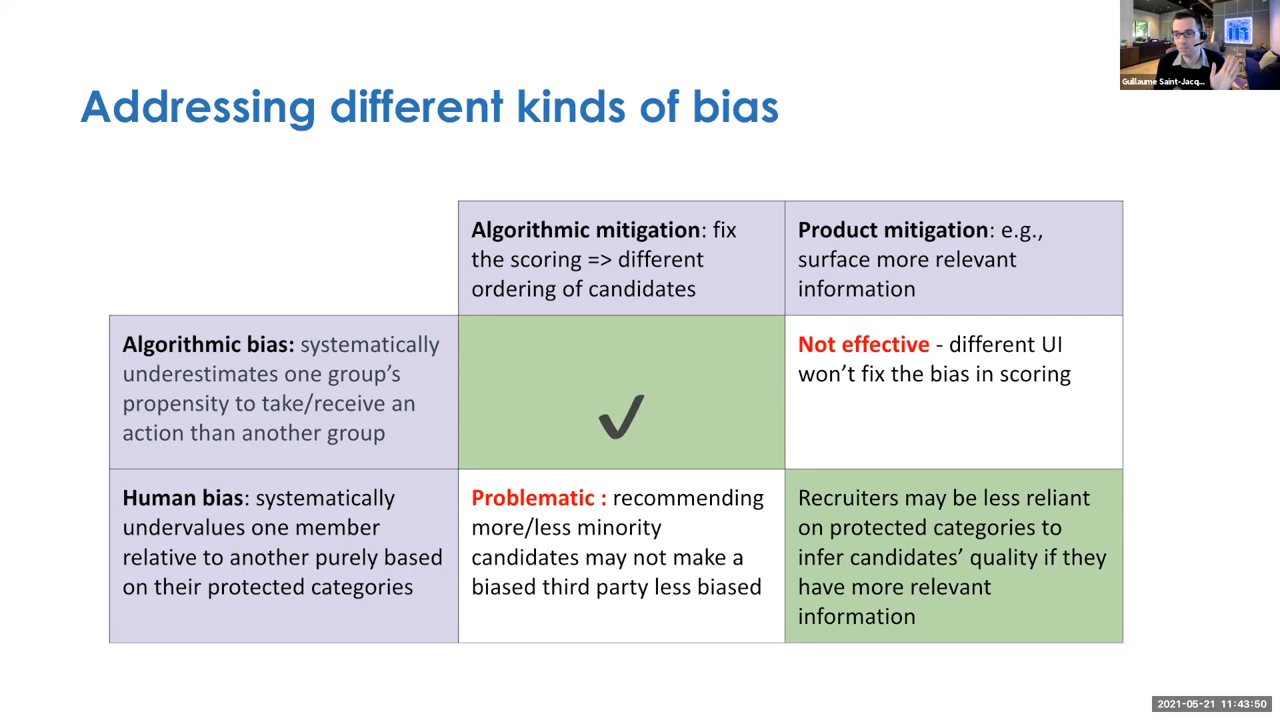 Guillaume Saint-Jacq...
Addressing different kinds of bias
Algorithmic mitigation: fix
the scoring => different
ordering of candidates
Product mitigation: e.g.,
surface more relevant
information
Algorithmic bias: systematically
underestimates one group’s
propensity to take/receive an
action than another group
Not effective - different UI
won’t fix the bias in scoring
Human bias: systematically
undervalues one member
relative to another purely based
on their protected categories
Problematic : recommending
more/less minority
candidates may not make a
biased third party less biased
Recruiters may be less reliant
on protected categories to
infer candidates’ quality if they
have more relevant
information
2021-05-21 11:43:50